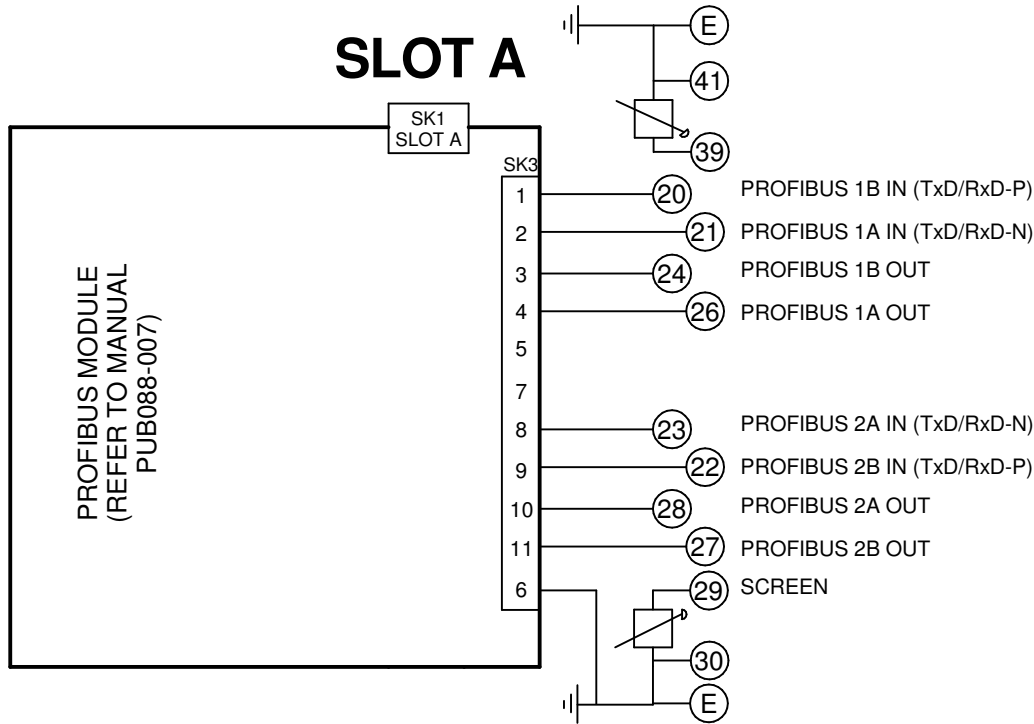 SLOT A
E
41
39
SK1
SLOT A
SK3
PROFIBUS MODULE
(REFER TO MANUAL
PUB088-007)
1 20 PROFIBUS 1B IN (TxD/RxD-P)
2 21 PROFIBUS 1A IN (TxD/RxD-N)
3 24 PROFIBUS 1B OUT
4 26 PROFIBUS 1A OUT
5
7
8 23 PROFIBUS 2A IN (TxD/RxD-N)
9 22 PROFIBUS 2B IN (TxD/RxD-P)
10 28 PROFIBUS 2A OUT
11 27 PROFIBUS 2B OUT
6 29 SCREEN
30
E